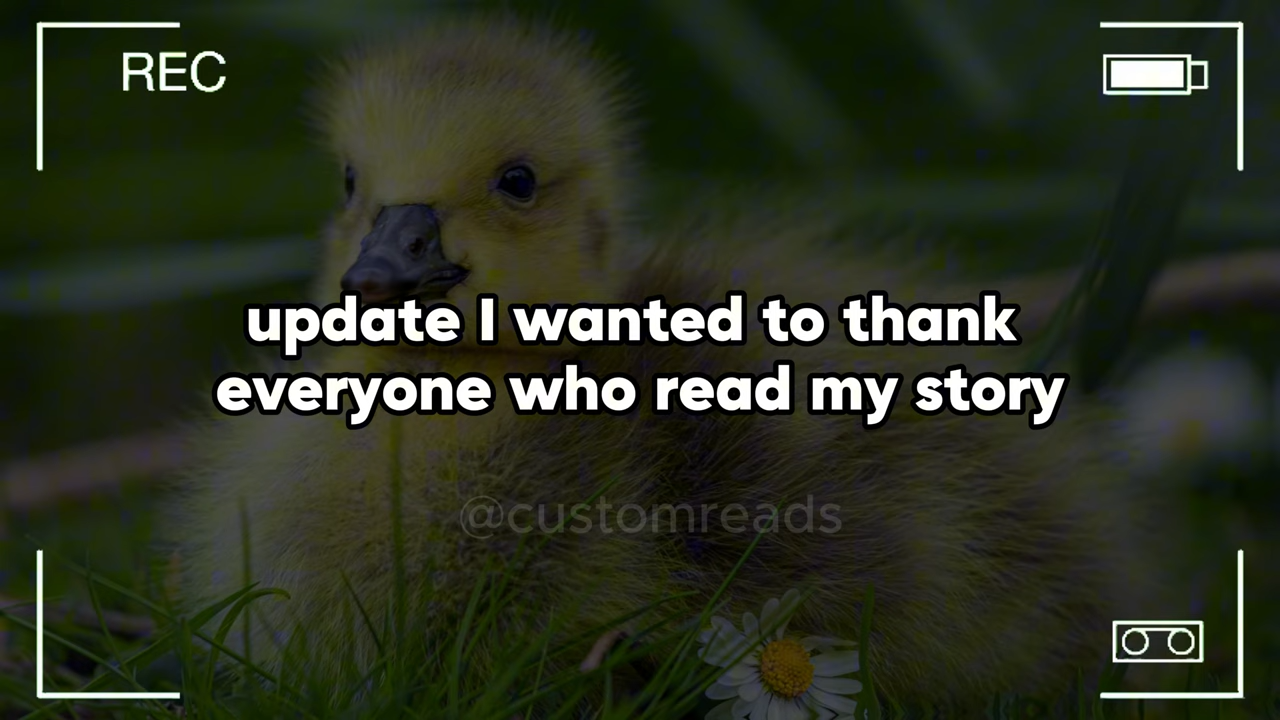 REC
update I wanted to thank
everyone who read my story
@customreads